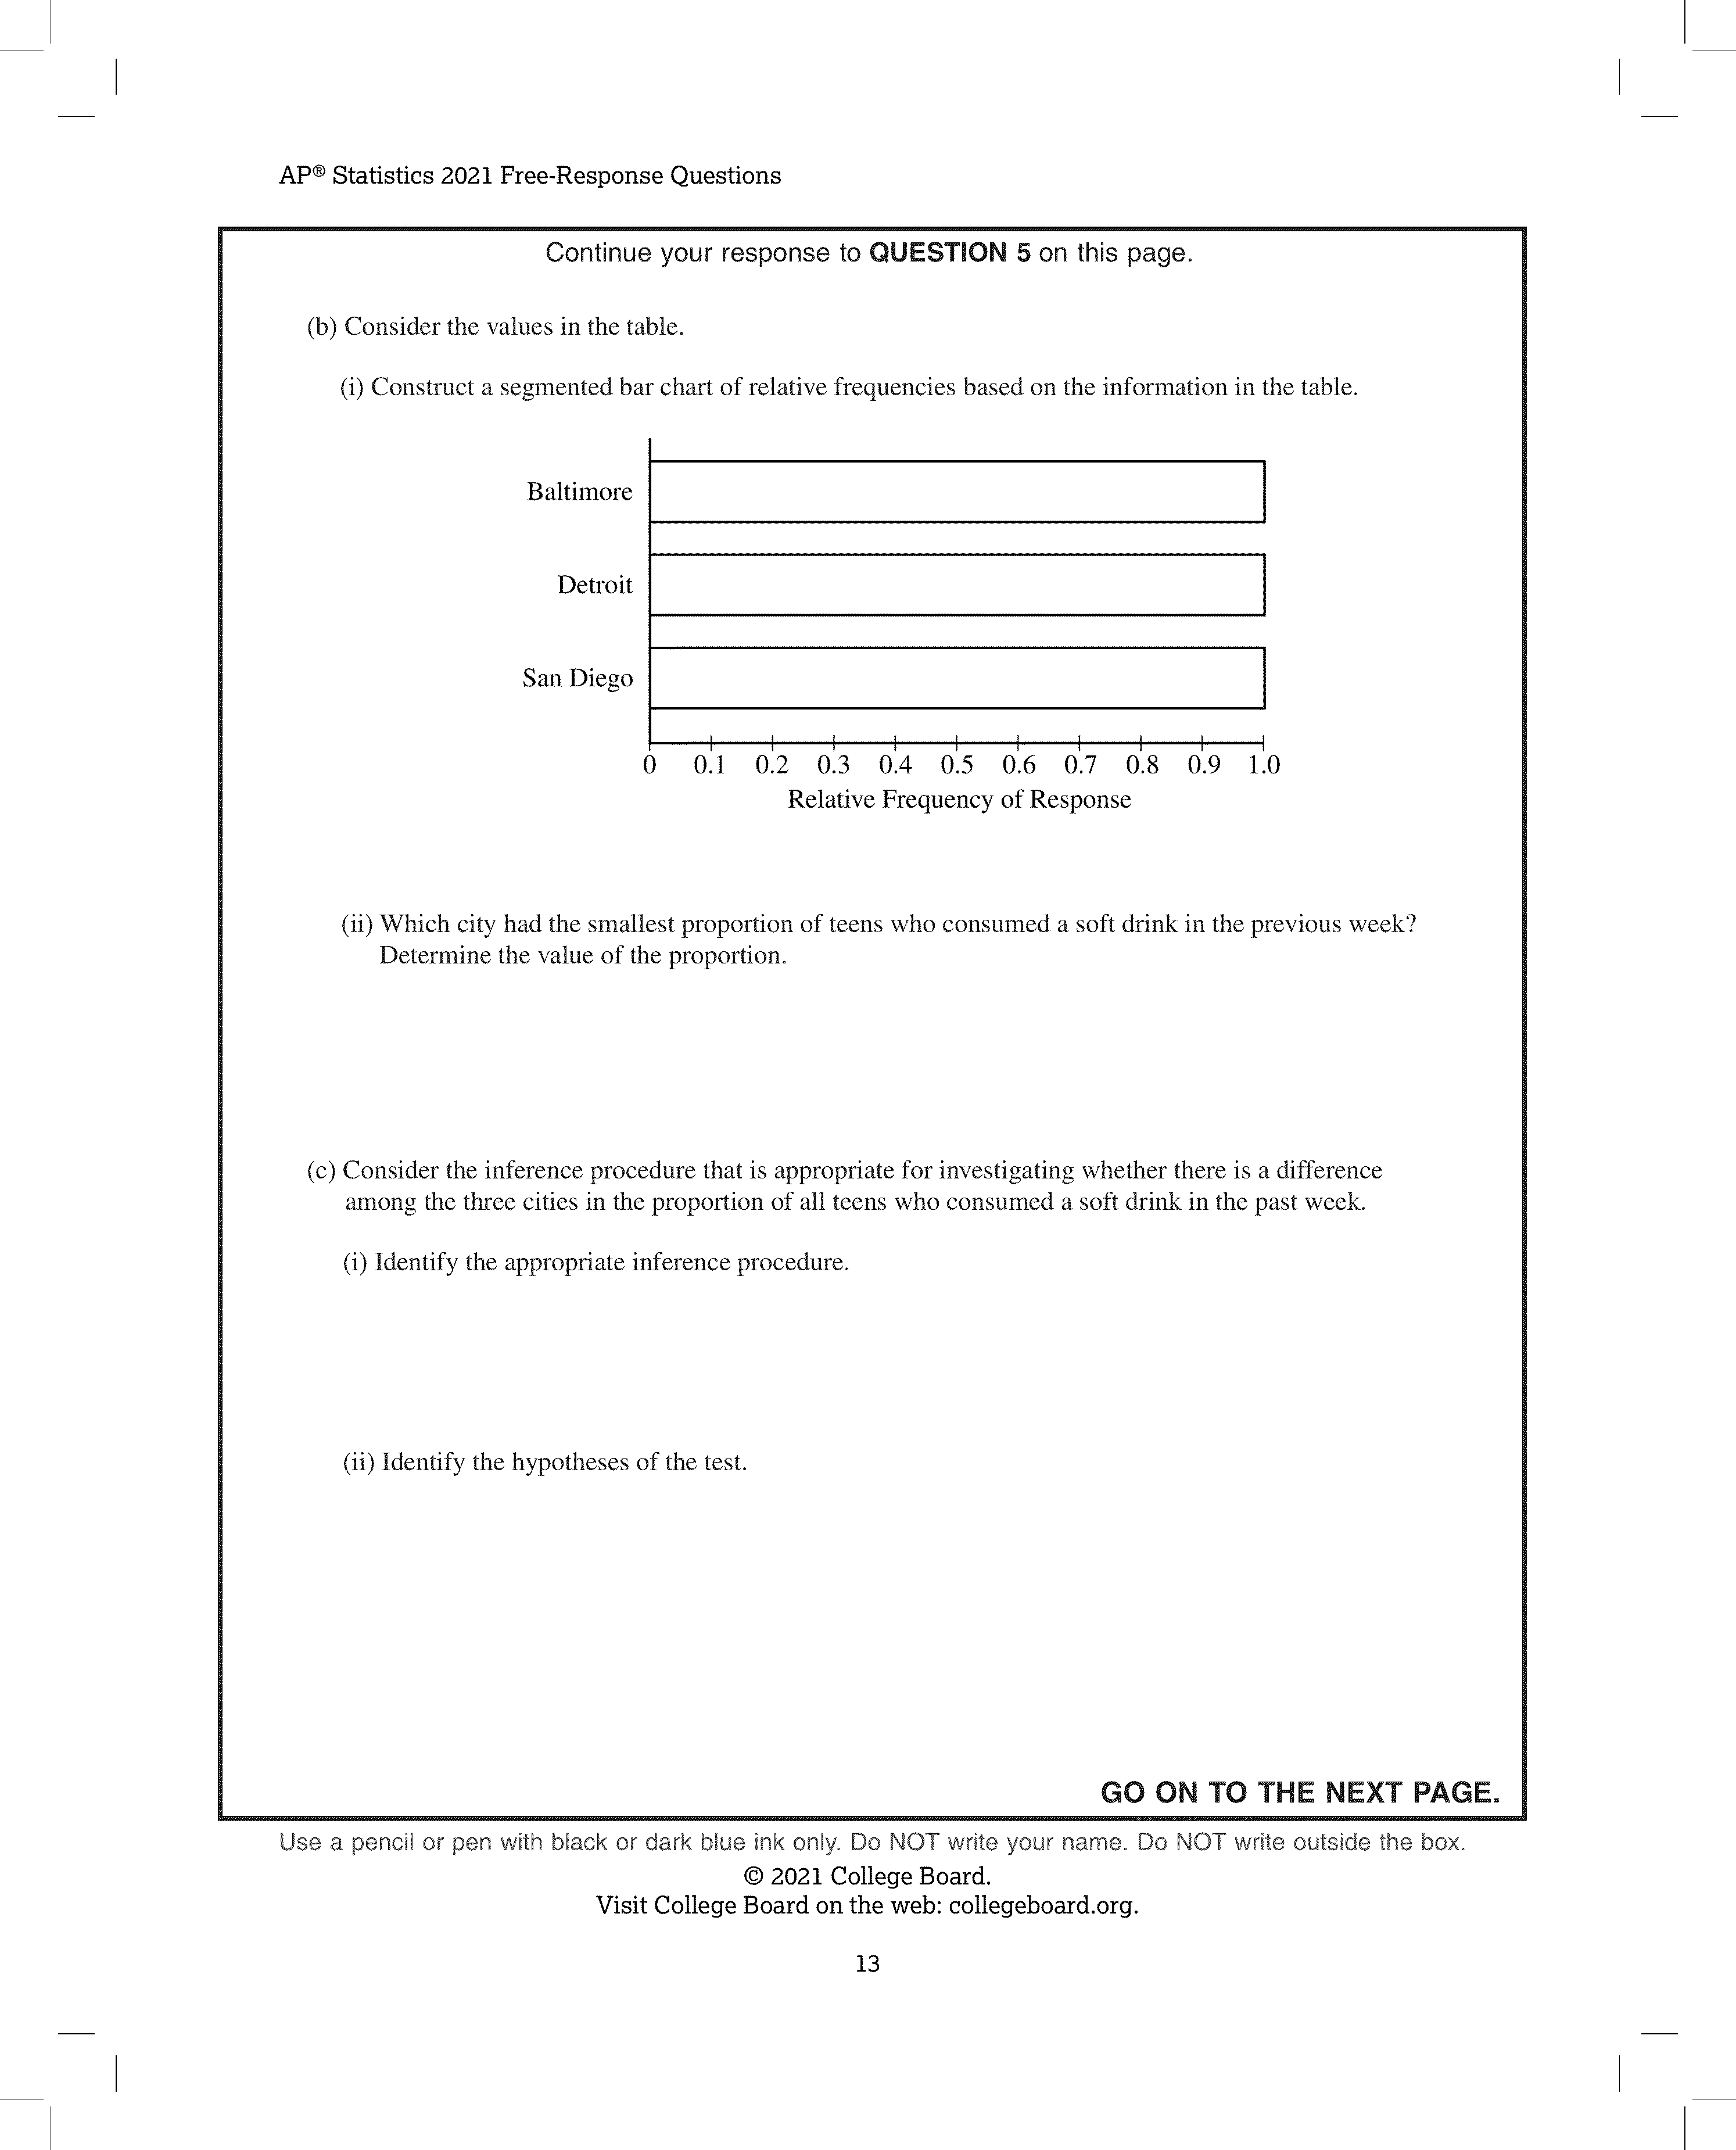 AP® Statistics 2021 Free-Response Questions
Continue your response to QUESTION 5 on this page.
(b) Consider the values in the table.
(i) Construct a segmented bar chart of relative frequencies based on the information in the table.
Baltimore
Detroit
San Diego
0 0.1 0.2 0.3 0.4 0.5 0.6 0.7 0.8 0.9 1.0
Relative Frequency of Response
(ii) Which city had the smallest proportion of teens who consumed a soft drink in the previous week?
Determine the value of the proportion.
(c) Consider the inference procedure that is appropriate for investigating whether there is a difference
among the three cities in the proportion of all teens who consumed a soft drink in the past week.
(i) Identify the appropriate inference procedure.
(ii) Identify the hypotheses of the test.
GO ON TO THE NEXT PAGE.
Use a pencil or pen with black or dark blue ink only. Do NOT write your name. Do NOT write outside the box.
© 2021 College Board.
Visit College Board on the web: collegeboard.org.
13